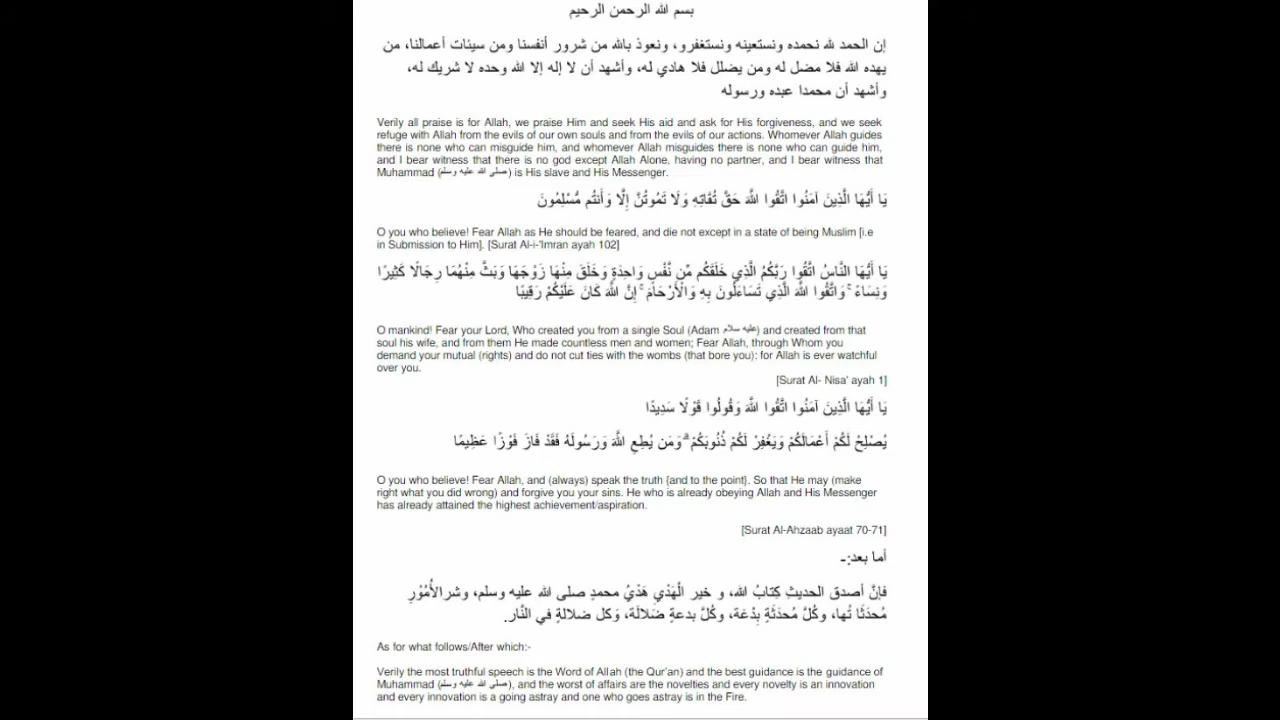 بسم الله الرحمن الرحيم
إن الحمد لله نحمده ونستعينه ونستغفرو، ونعوذ بالله من شرور أنفسنا ومن سيئات أعمالنا، من
يهده الله فلا مضل له ومن يضلل فلا هادي له، وأشهد أن لا إله إلا الله وحده لا شريك له،
وأشهد أن محمدا عبده ورسوله
Verily all praise is for Allah, we praise Him and seek His aid and ask for His forgiveness, and we seek
refuge with Allah from the evils of our own souls and from the evils of our actions. Whomever Allah guides
there is none who can misguide him, and whomever Allah misguides there is none who can guide him,
and I bear witness that there is no god except Allah Alone, having no partner, and I bear witness that
Muhammad (صلى الله عليه وسلم) is His slave and His Messenger.
يَا أَيُّهَا الَّذِينَ آمَنُوا اتَّقُوا اللَّهَ حَقَّ تُقَاتِهِ وَلَا تَمُوتُنَّ إِلَّا وَأَنتُم مُّسْلِمُونَ
O you who believe! Fear Allah as He should be feared, and die not except in a state of being Muslim [i.e
in Submission to Him]. [Surat Al-i-'Imran ayah 102]
يَا أَيُّهَا النَّاسُ اتَّقُوا رَبَّكُمُ الَّذِي خَلَقَكُم مِّن نَّفْسٍ وَاحِدَةٍ وَخَلَقَ مِنْهَا زَوْجَهَا وَبَثَّ مِنْهُمَا رِجَالًا كَثِيرًا
وَنِسَاءً ۚ وَاتَّقُوا اللَّهَ الَّذِي تَسَاءَلُونَ بِهِ وَالْأَرْحَامَ ۚ إِنَّ اللَّهَ كَانَ عَلَيْكُمْ رَقِيبًا
O mankind! Fear your Lord, Who created you from a single Soul (Adam عليه سلام) and created from that
soul his wife, and from them He made countless men and women; Fear Allah, through Whom you
demand your mutual (rights) and do not cut ties with the wombs (that bore you): for Allah is ever watchful
over you.
[Surat Al- Nisa' ayah 1]
يَا أَيُّهَا الَّذِينَ آمَنُوا اتَّقُوا اللَّهَ وَقُولُوا قَوْلًا سَدِيدًا
يُصْلِحْ لَكُمْ أَعْمَالَكُمْ وَيَغْفِرْ لَكُمْ ذُنُوبَكُمْ ۗ وَمَن يُطِعِ اللَّهَ وَرَسُولَهُ فَقَدْ فَازَ فَوْزًا عَظِيمًا
O you who believe! Fear Allah, and (always) speak the truth {and to the point}. So that He may (make
right what you did wrong) and forgive you your sins. He who is already obeying Allah and His Messenger
has already attained the highest achievement/aspiration.
[Surat Al-Ahzaab ayaat 70-71]
أما بعد:-
فإنَّ أصدق الحديثِ كِتابُ الله، و خير الْهَدْيِ هَدْيُ محمدٍ صلى الله عليه وسلم، وشر الأُمُوْرِ
مُحدَثَا تُها، وكُلَّ مُحدَثَةٍ بِدْعَة، وكُلَّ بدعةٍ ضَلالَة، وَكل ضلالةٍ في النَّار.
As for what follows/After which:-
Verily the most truthful speech is the Word of Allah (the Qur'an) and the best guidance is the guidance of
Muhammad (صلى الله عليه وسلم), and the worst of affairs are the novelties and every novelty is an innovation
and every innovation is a going astray and one who goes astray is in the Fire.